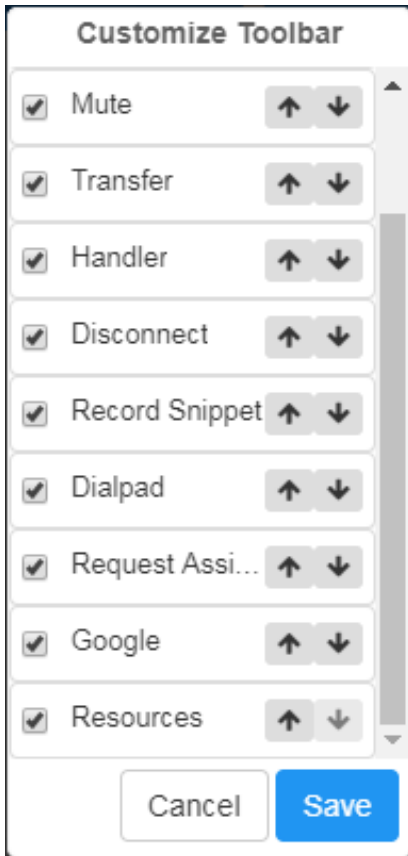 Customize Toolbar
Mute
Transfer
Handler
Disconnect
Record Snippet
Dialpad
Request Assi...
Google
Resources
Cancel Save